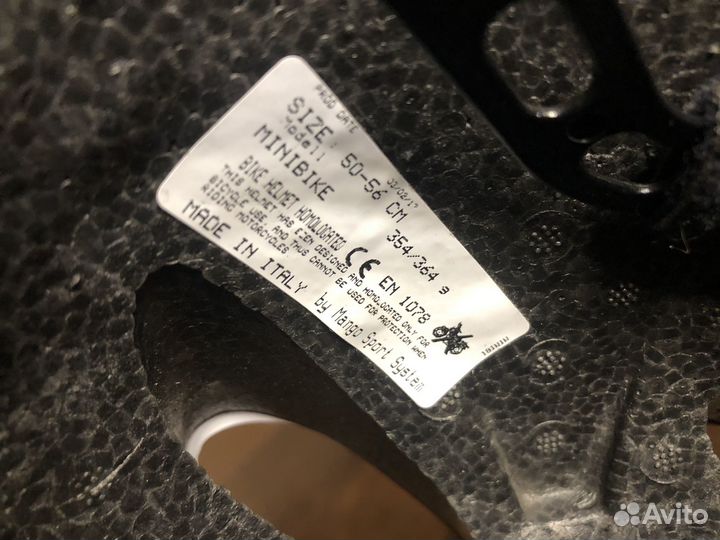 PROD DATE
SIZE: 50-56 CM 354/364 g
Modell
MINIBIKE
BIKE HELMET HOMOLOGATED CE EN 1078
THIS HELMET HAS BEEN DESIGNED AND HOMOLOGATED ONLY FOR
BICYCLE USE AND THUS CANNOT BE USED FOR PROTECTION WHEN
RIDING MOTORCYCLES
MADE IN ITALY by Mango Sport System
Avito